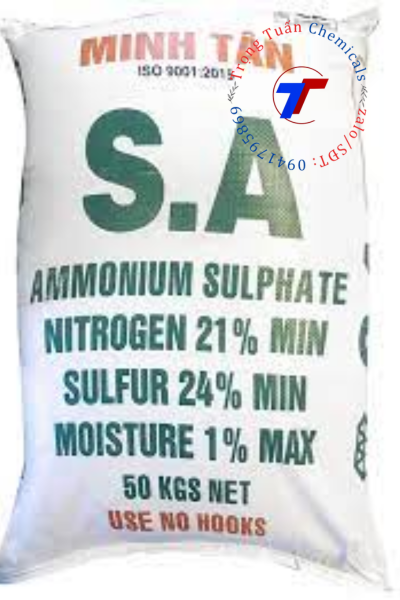 MINH TÂN
ISO 9001:2015
S.A
AMMONIUM SULPHATE
NITROGEN 21% MIN
SULFUR 24% MIN
MOISTURE 1% MAX
50 KGS NET
USE NO HOOKS
Trọng Tuấn Chemicals
zalo/SĐT: 0941795869
TT